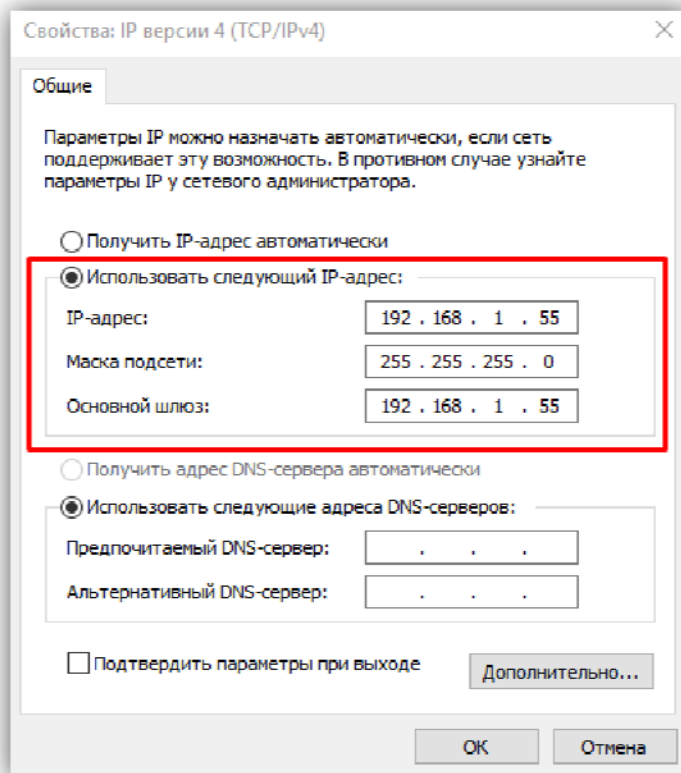 Свойства: IP версии 4 (TCP/IPv4)
Общие
Параметры IP можно назначать автоматически, если сеть
поддерживает эту возможность. В противном случае узнайте
параметры IP у сетевого администратора.
Получить IP-адрес автоматически
Использовать следующий IP-адрес:
IP-адрес: 192 . 168 . 1 . 55
Маска подсети: 255 . 255 . 255 . 0
Основной шлюз: 192 . 168 . 1 . 55
Получить адрес DNS-сервера автоматически
Использовать следующие адреса DNS-серверов:
Предпочитаемый DNS-сервер: . . .
Альтернативный DNS-сервер: . . .
Подтвердить параметры при выходе
Дополнительно...
ОК Отмена